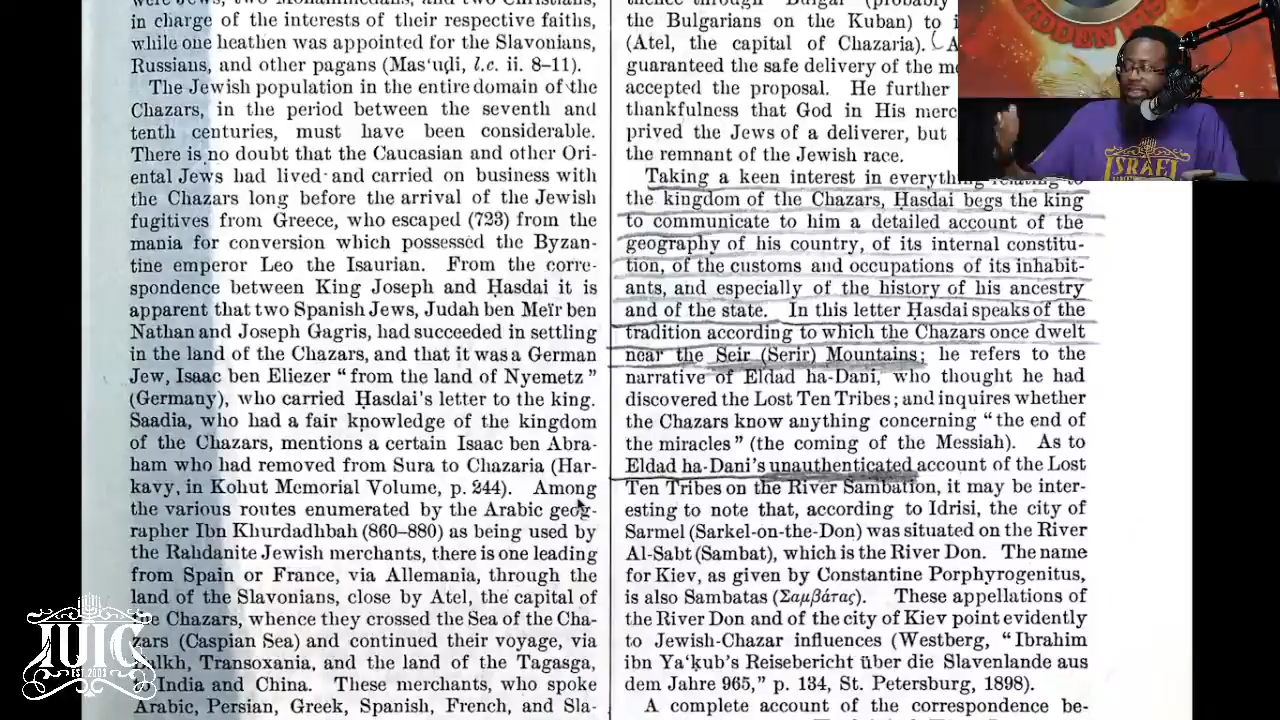 were Jews, two Mohammedans, and two Christians,
in charge of the interests of their respective faiths,
while one heathen was appointed for the Slavonians,
Russians, and other pagans (Mas‘udi, l.c. ii. 8–11).
The Jewish population in the entire domain of the
Chazars, in the period between the seventh and
tenth centuries, must have been considerable.
There is no doubt that the Caucasian and other Ori-
ental Jews had lived and carried on business with
the Chazars long before the arrival of the Jewish
fugitives from Greece, who escaped (723) from the
mania for conversion which possessed the Byzan-
tine emperor Leo the Isaurian. From the corre-
spondence between King Joseph and Ḥasdai it is
apparent that two Spanish Jews, Judah ben Meïr ben
Nathan and Joseph Gagris, had succeeded in settling
in the land of the Chazars, and that it was a German
Jew, Isaac ben Eliezer “from the land of Nyemetz”
(Germany), who carried Ḥasdai's letter to the king.
Saadia, who had a fair knowledge of the kingdom
of the Chazars, mentions a certain Isaac ben Abra-
ham who had removed from Sura to Chazaria (Har-
kavy, in Kohut Memorial Volume, p. 244). Among
the various routes enumerated by the Arabic geog-
rapher Ibn Khurdadhbah (860–880) as being used by
the Rahdanite Jewish merchants, there is one leading
from Spain or France, via Allemania, through the
land of the Slavonians, close by Atel, the capital of
the Chazars, whence they crossed the Sea of the Cha-
zars (Caspian Sea) and continued their voyage, via
Balkh, Transoxania, and the land of the Tagasga,
to India and China. These merchants, who spoke
Arabic, Persian, Greek, Spanish, French, and Sla-
thence through Bulgar (probably
the Bulgarians on the Kuban) to
(Atel, the capital of Chazaria).
guaranteed the safe delivery of the
accepted the proposal. He further
thankfulness that God in His
prived the Jews of a deliverer, but
the remnant of the Jewish race.
Taking a keen interest in everything relating to
the kingdom of the Chazars, Ḥasdai begs the king
to communicate to him a detailed account of the
geography of his country, of its internal constitu-
tion, of the customs and occupations of its inhabit-
ants, and especially of the history of his ancestry
and of the state. In this letter Ḥasdai speaks of the
tradition according to which the Chazars once dwelt
near the Seir (Serir) Mountains; he refers to the
narrative of Eldad ha-Dani, who thought he had
discovered the Lost Ten Tribes; and inquires whether
the Chazars know anything concerning “the end of
the miracles” (the coming of the Messiah). As to
Eldad ha-Dani's unauthenticated account of the Lost
Ten Tribes on the River Sambation, it may be inter-
esting to note that, according to Idrisi, the city of
Sarmel (Sarkel-on-the-Don) was situated on the River
Al-Sabt (Sambat), which is the River Don. The name
for Kiev, as given by Constantine Porphyrogenitus,
is also Sambatas (Σαμβάτας). These appellations of
the River Don and of the city of Kiev point evidently
to Jewish-Chazar influences (Westberg, “Ibrahim
ibn Ya‘ḳub's Reisebericht über die Slavenlande aus
dem Jahre 965,” p. 134, St. Petersburg, 1898).
A complete account of the correspondence be-
ISRAEL
IUIC
EST. 2003